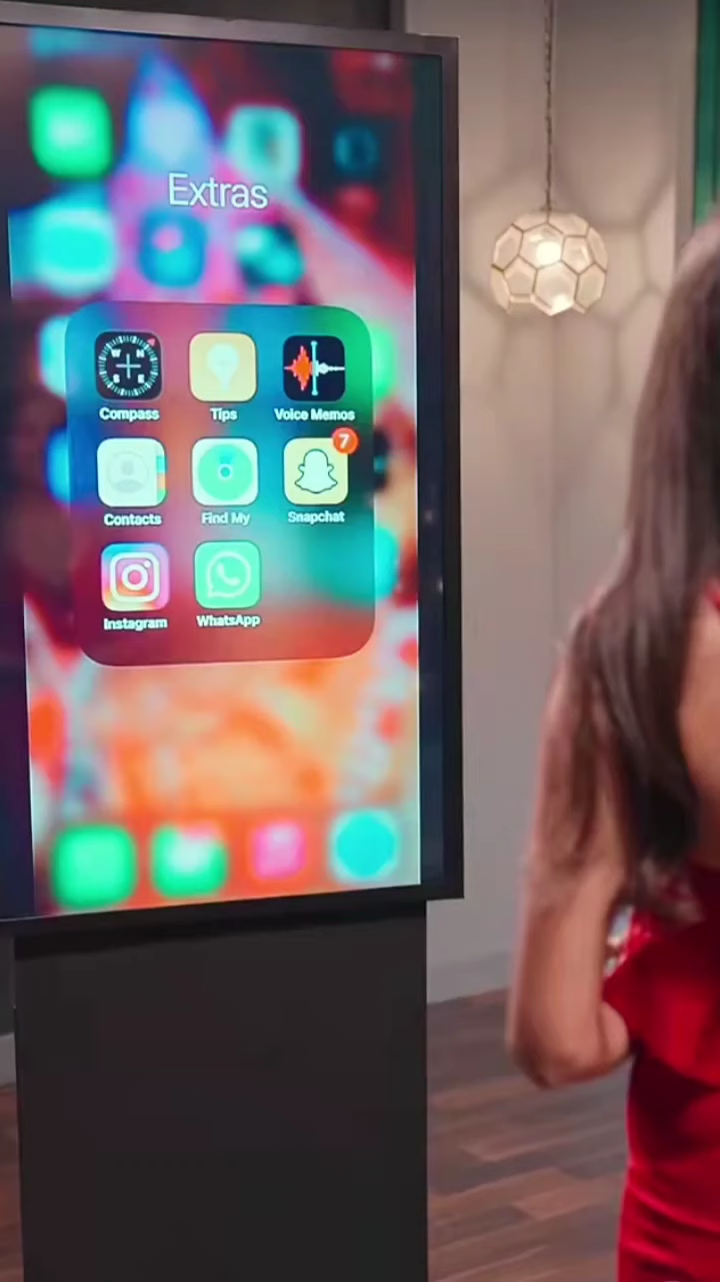 Extras
Compass Tips Voice Memos
7
Contacts Find My Snapchat
Instagram WhatsApp